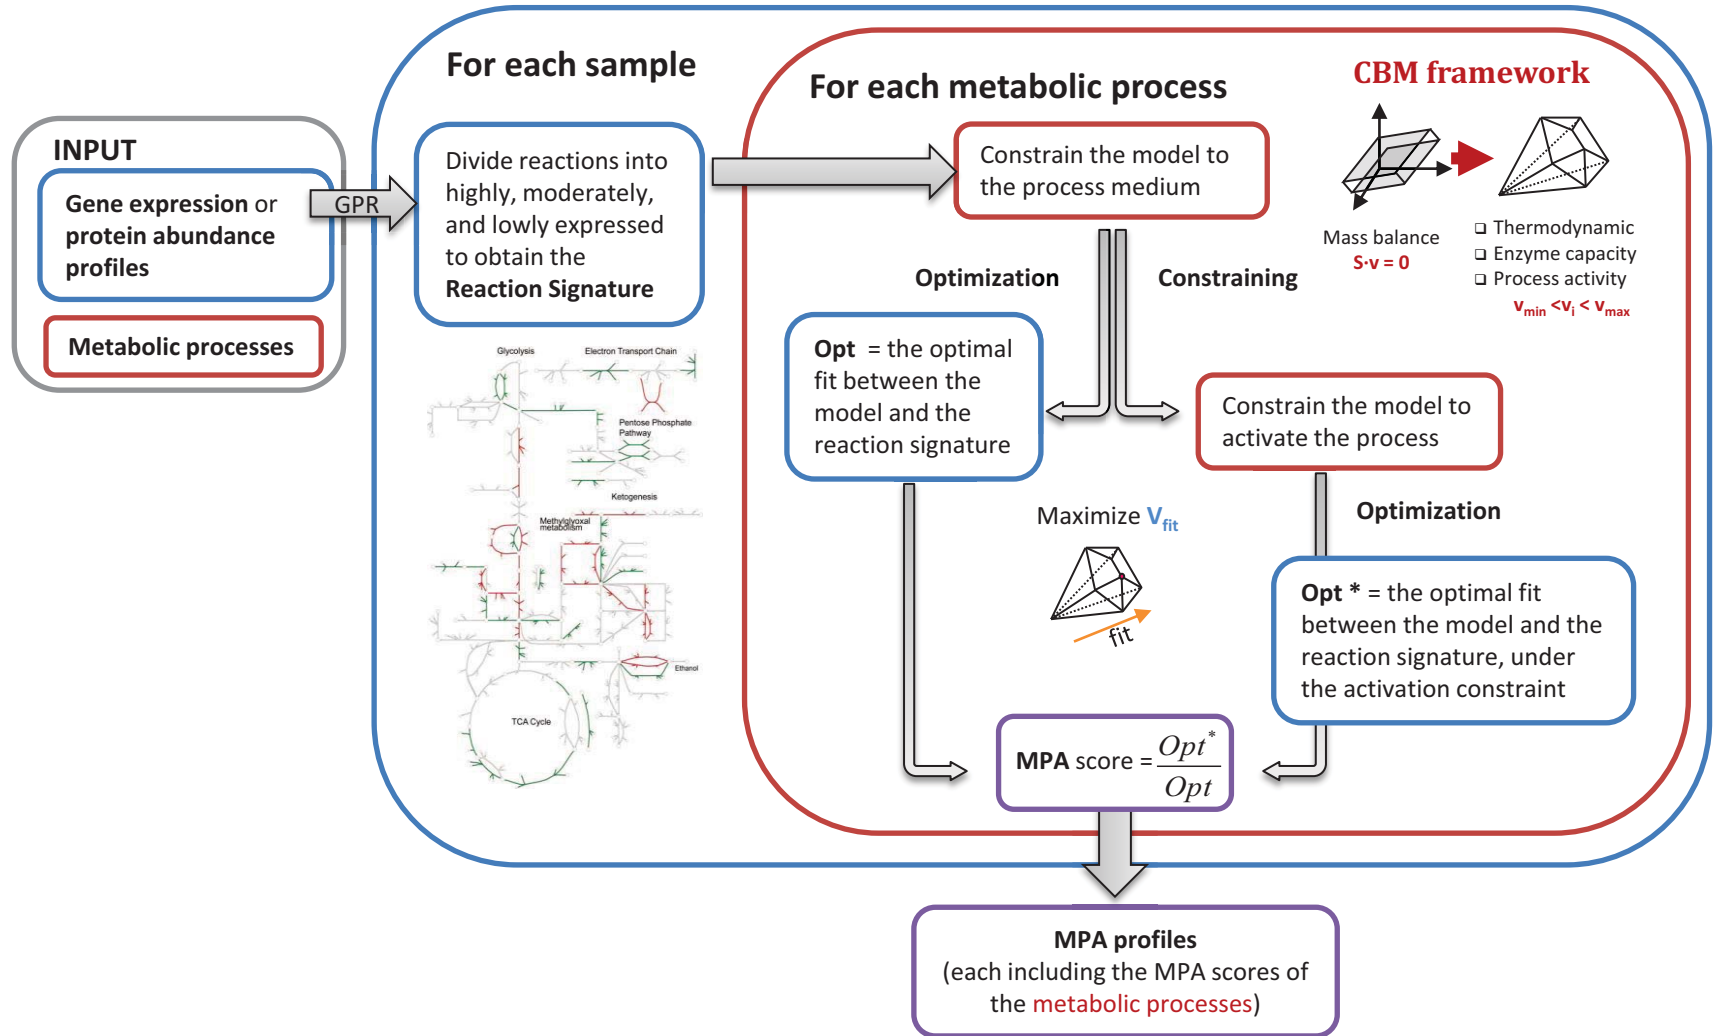 INPUT
Gene expression or
protein abundance
profiles
Metabolic processes
GPR
For each sample
Divide reactions into
highly, moderately,
and lowly expressed
to obtain the
Reaction Signature
Glycolysis
Electron Transport Chain
Pentose Phosphate
Pathway
Ketogenesis
Methylglyoxal
metabolism
Ethanol
TCA Cycle
For each metabolic process
CBM framework
Constrain the model to
the process medium
Mass balance
S·v = 0
❑ Thermodynamic
❑ Enzyme capacity
❑ Process activity
vmin <vi < vmax
Optimization
Constraining
Opt = the optimal
fit between the
model and the
reaction signature
Constrain the model to
activate the process
Maximize Vfit
fit
Optimization
Opt * = the optimal fit
between the model and the
reaction signature, under
the activation constraint
MPA score = Opt* / Opt
MPA profiles
(each including the MPA scores of
the metabolic processes)